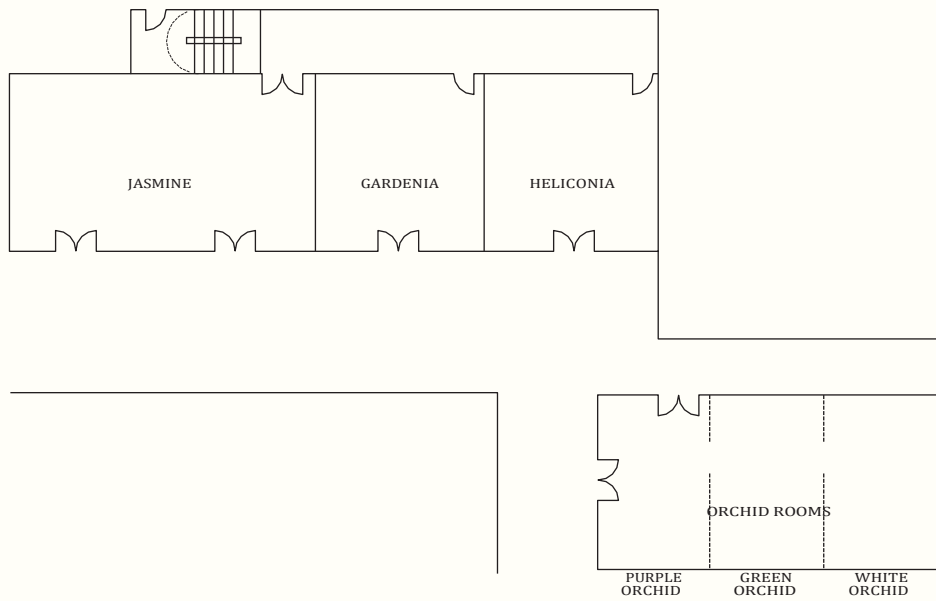 JASMINE
GARDENIA
HELICONIA
ORCHID ROOMS
PURPLE
ORCHID
GREEN
ORCHID
WHITE
ORCHID